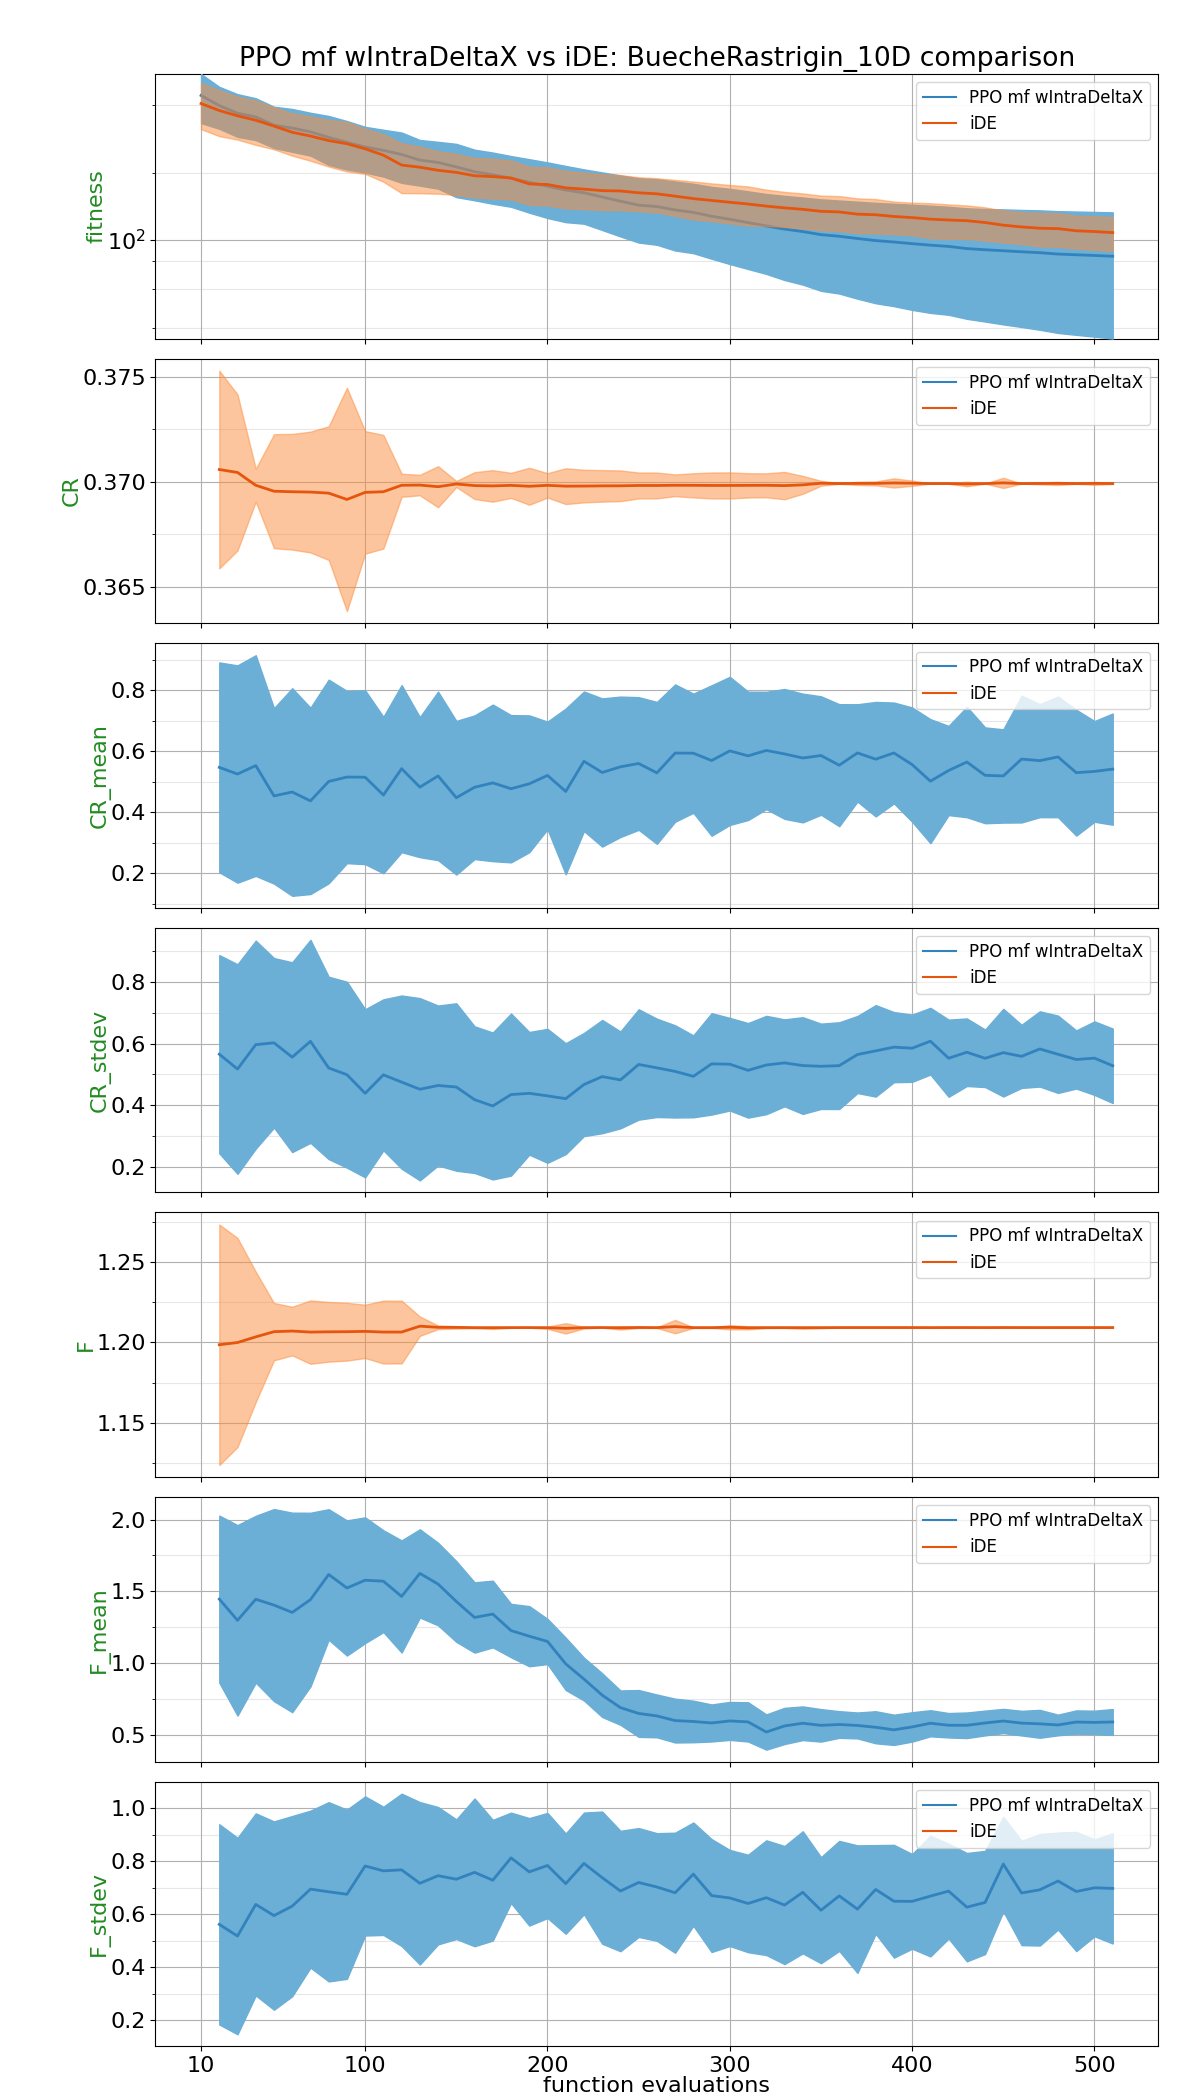 PPO mf wIntraDeltaX vs iDE: BuecheRastrigin_10D comparison
fitness
10²
PPO mf wIntraDeltaX
iDE
CR
0.375
0.370
0.365
PPO mf wIntraDeltaX
iDE
CR_mean
0.8
0.6
0.4
0.2
PPO mf wIntraDeltaX
iDE
CR_stdev
0.8
0.6
0.4
0.2
PPO mf wIntraDeltaX
iDE
F
1.25
1.20
1.15
PPO mf wIntraDeltaX
iDE
F_mean
2.0
1.5
1.0
0.5
PPO mf wIntraDeltaX
iDE
F_stdev
1.0
0.8
0.6
0.4
0.2
PPO mf wIntraDeltaX
iDE
10 100 200 300 400 500
function evaluations